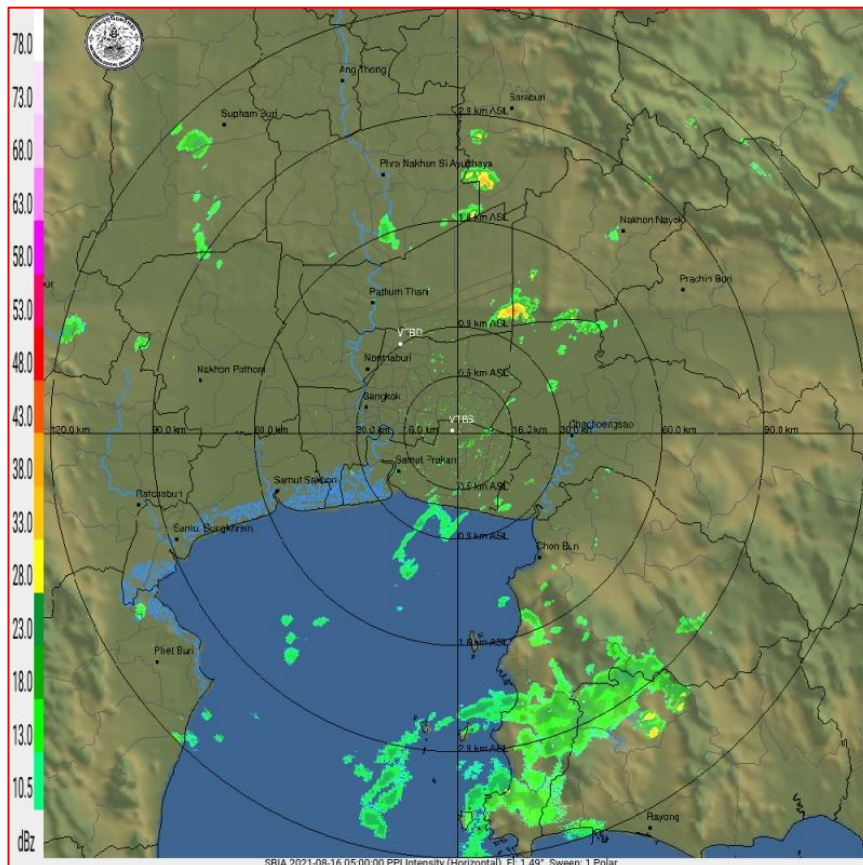 78.0
73.0
68.0
63.0
58.0
53.0
48.0
43.0
38.0
33.0
28.0
23.0
18.0
13.0
10.5
dBz
Ang Thong
Saraburi
Suphan Buri
2.9 km ASL
Phra Nakhon Si Ayutthaya
1.8 km ASL
Nakhon Nayok
Prachin Buri
Pathum Thani
0.9 km ASL
VTBD
Nonthaburi
0.5 km ASL
Nakhon Pathom
Bangkok
VTBS
120.0 km
90.0 km
60.0 km
30.0 km
16.2 km
30.0 km
Chachoengsao
60.0 km
90.0 km
Samut Prakan
0.5 km ASL
Samut Sakhon
Ratchaburi
0.9 km ASL
Samut Songkhram
Chon Buri
1.8 km ASL
Phet Buri
2.9 km ASL
Rayong
SBIA 2021-08-16 05:00:00 PPI Intensity (Horizontal), El: 1.49°, Sweep: 1 Polar